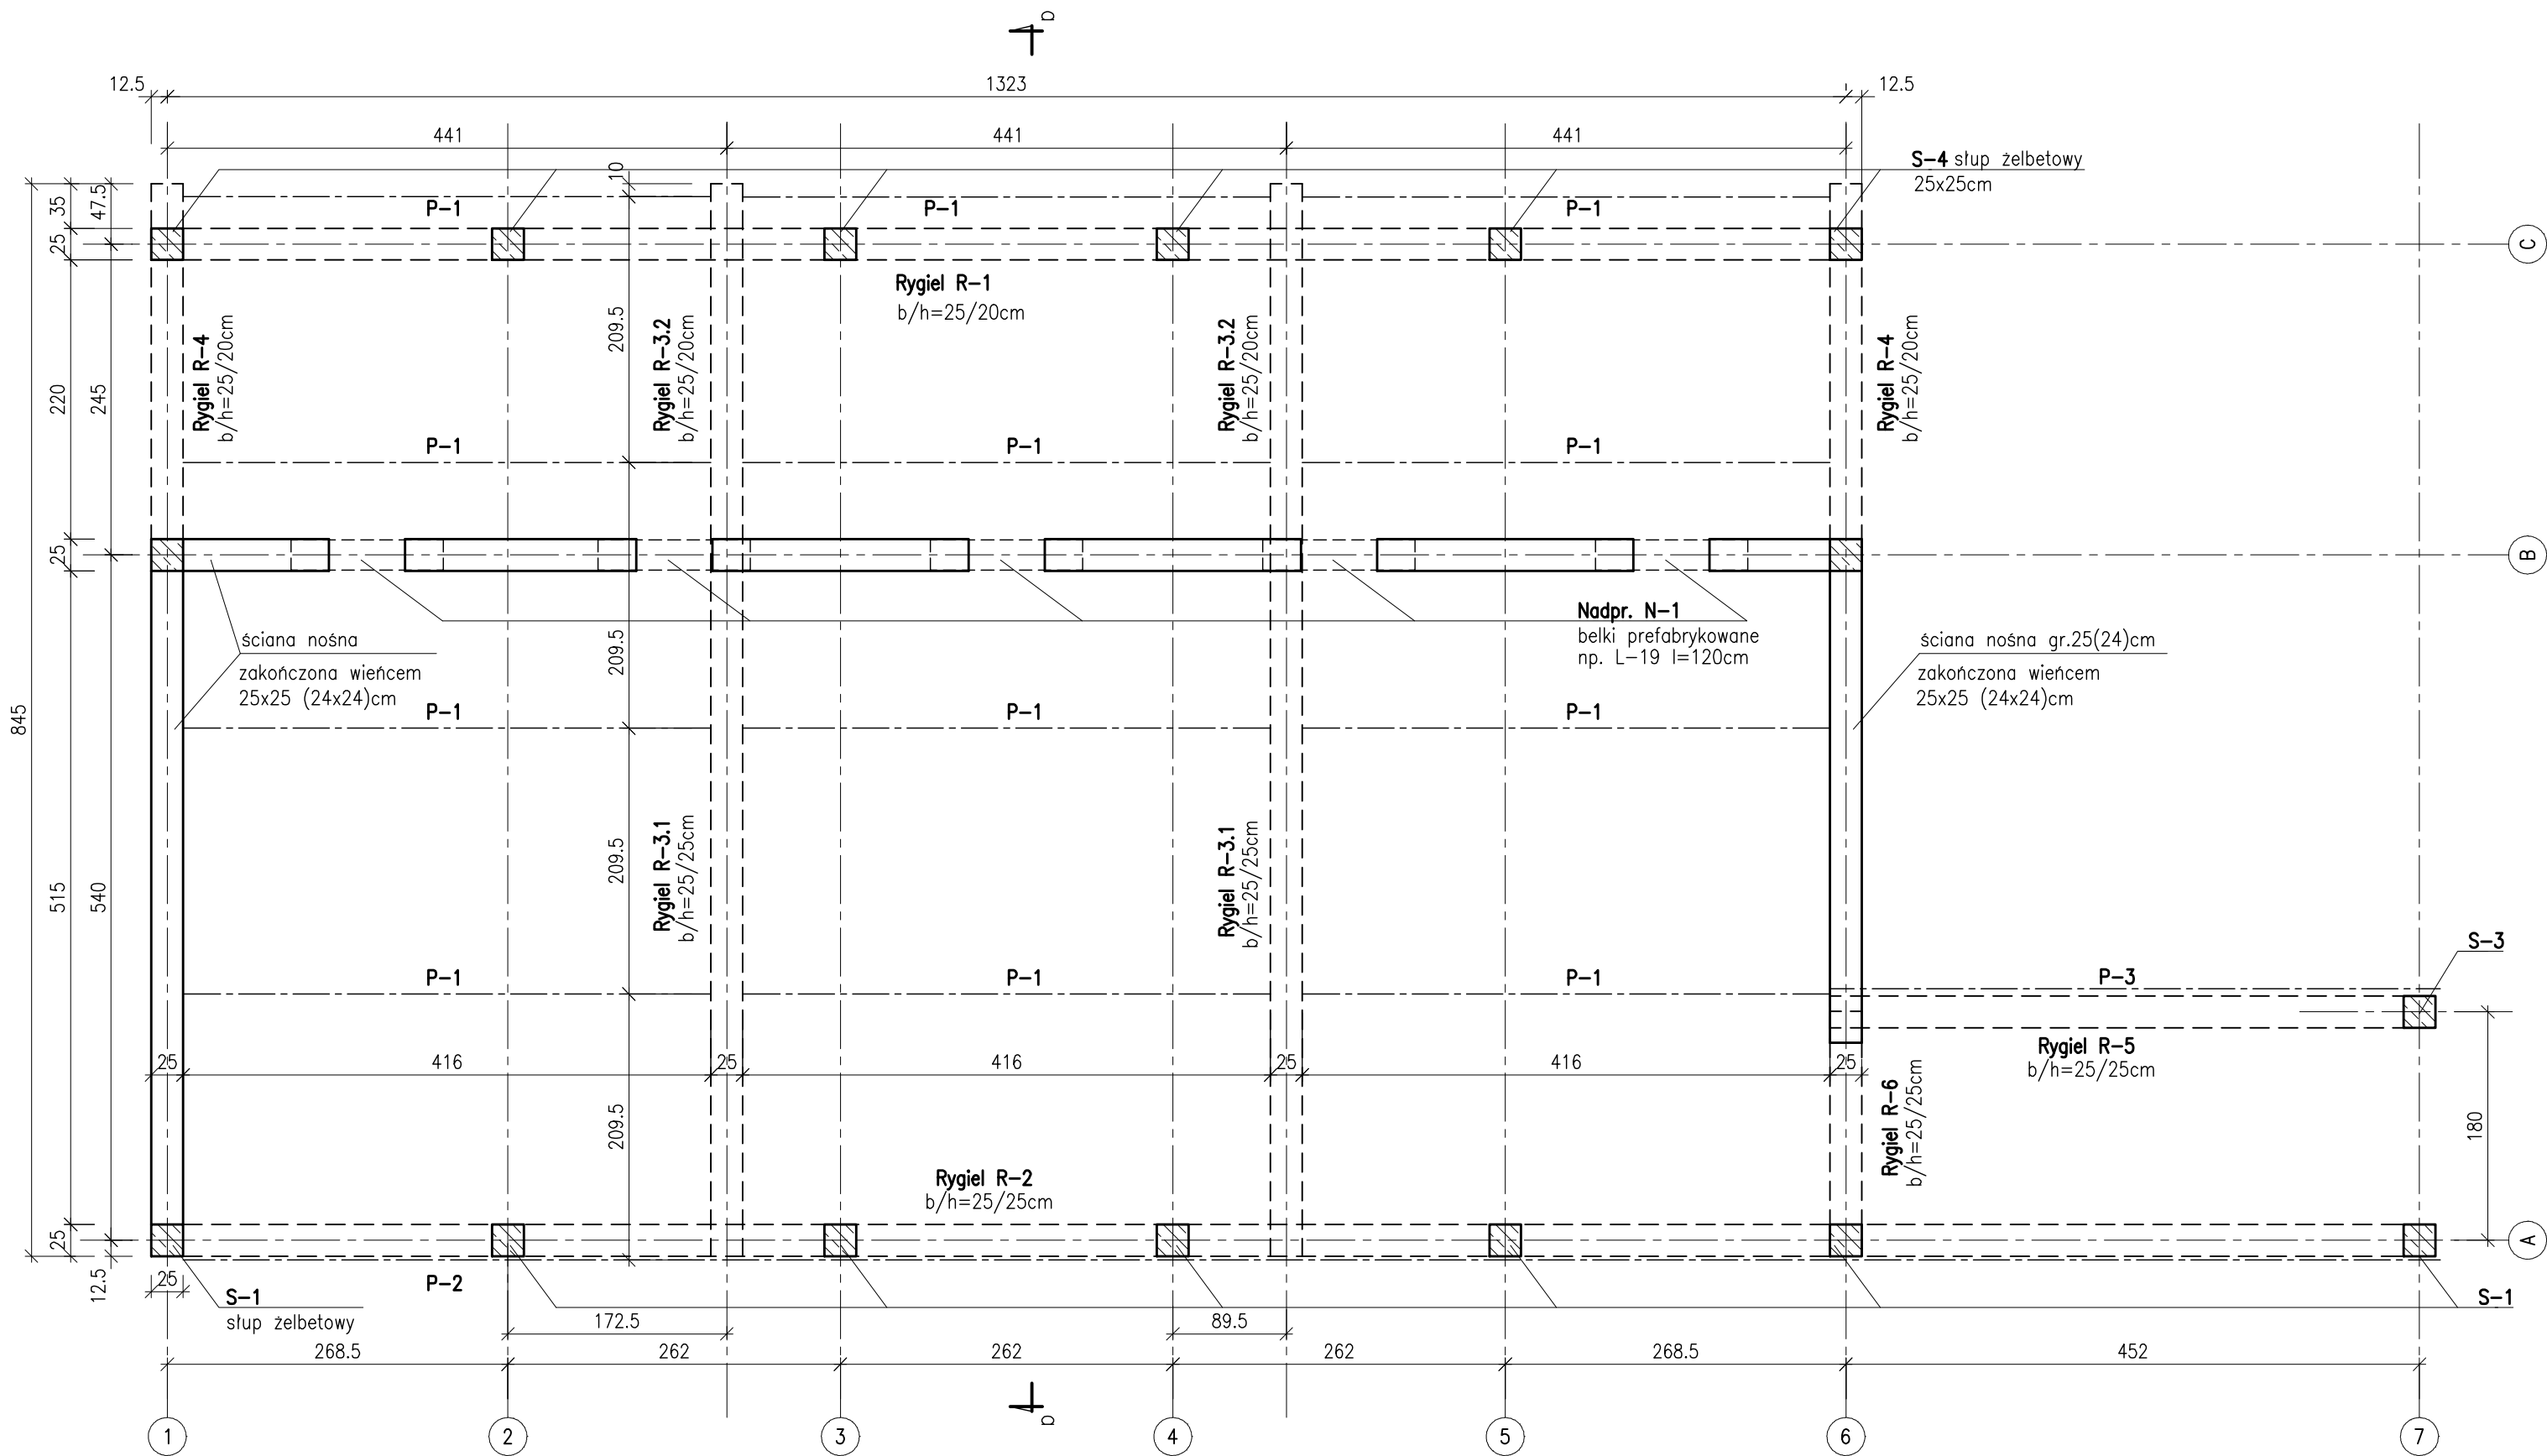 a
12.5
1323
12.5
441
441
441
10
S-4 słup żelbetowy
25x25cm
35
47.5
P-1
P-1
P-1
25
Rygiel R-1
b/h=25/20cm
209.5
Rygiel R-4
b/h=25/20cm
Rygiel R-3.2
b/h=25/20cm
Rygiel R-3.2
b/h=25/20cm
Rygiel R-4
b/h=25/20cm
C
220
245
P-1
P-1
P-1
25
B
Nadpr. N-1
belki prefabrykowane
np. L-19 l=120cm
ściana nośna
zakończona wieńcem
25x25 (24x24)cm
209.5
ściana nośna gr.25(24)cm
zakończona wieńcem
25x25 (24x24)cm
845
P-1
P-1
P-1
515
540
209.5
Rygiel R-3.1
b/h=25/25cm
Rygiel R-3.1
b/h=25/25cm
S-3
P-1
P-1
P-1
P-3
Rygiel R-5
b/h=25/25cm
25
416
25
416
25
416
25
209.5
Rygiel R-6
b/h=25/25cm
180
Rygiel R-2
b/h=25/25cm
25
A
12.5
25
P-2
S-1
słup żelbetowy
S-1
172.5
89.5
268.5
262
262
262
268.5
452
a
1
2
3
4
5
6
7